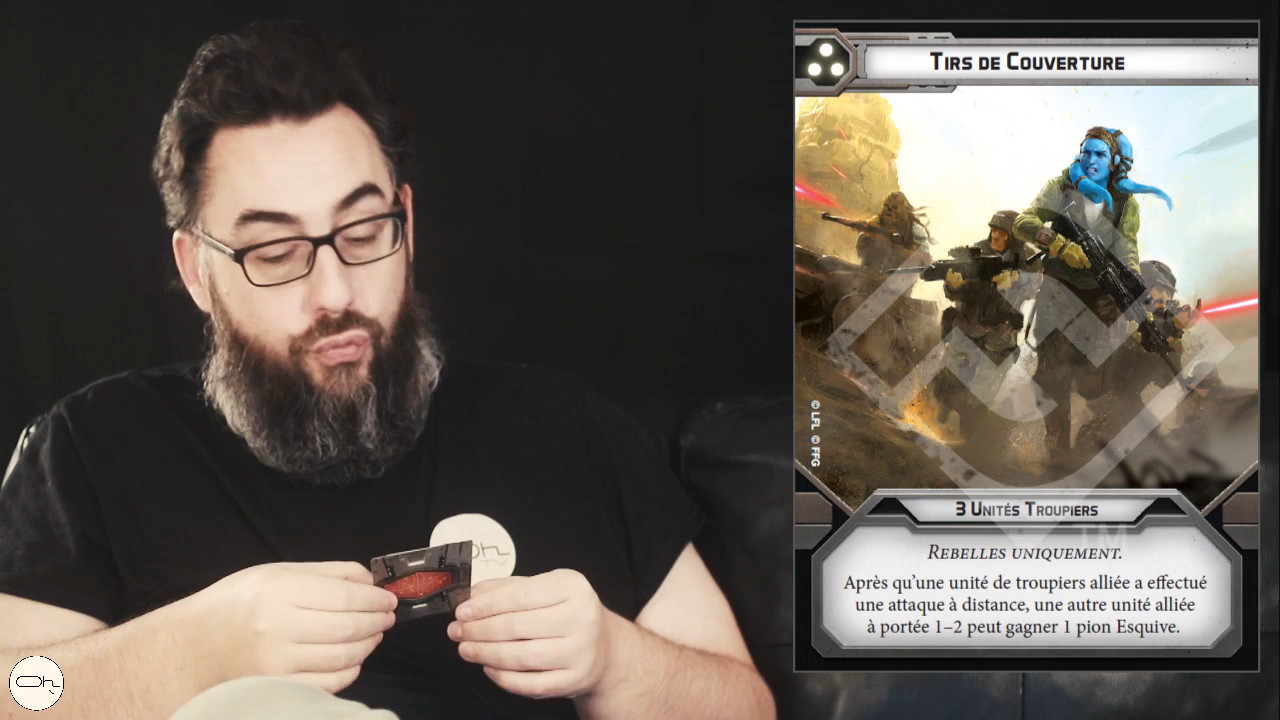 Tirs de Couverture
© LFL © FFG
3 Unités Troupiers
TM
Rebelles uniquement.
Après qu'une unité de troupiers alliée a effectué
une attaque à distance, une autre unité alliée
à portée 1–2 peut gagner 1 pion Esquive.